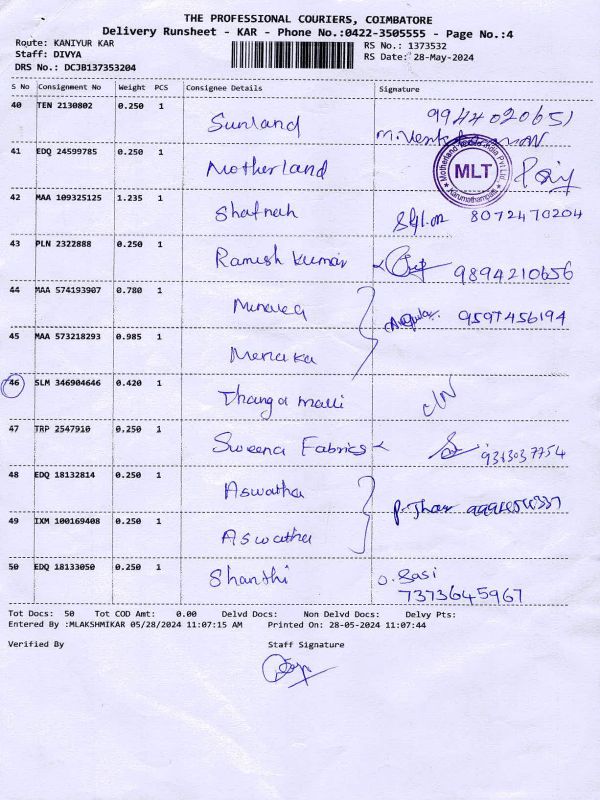 THE PROFESSIONAL COURIERS, COIMBATORE
Delivery Runsheet - KAR - Phone No.:0422-3505555 - Page No.:4
Route: KANIYUR KAR
RS No.: 1373532
Staff: DIVYA
RS Date: 28-May-2024
DRS No.: DCJB137353204
S No Consignment No Weight PCS Consignee Details Signature
40 TEN 2130802 0.250 1 Sunland 9944020651
41 EDQ 24599785 0.250 1 Motherland MLT
42 MAA 109325125 1.235 1 Shafnah 8072470204
43 PLN 2322888 0.250 1 Ramesh Kumar 9894210656
44 MAA 574193907 0.780 1 9597456194
45 MAA 573218293 0.985 1 Menaka
46 SLM 346904646 0.420 1 Thanga malli
47 TRP 2547910 0.250 1 Sweena Fabrics
48 EDQ 18132814 0.250 1 Aswatha
49 IXM 100169408 0.250 1 Aswatha
50 EDQ 18133050 0.250 1 Shanthi O. Sasi
7373645967
Tot Docs: 50 Tot COD Amt: 0.00 Delvd Docs: Non Delvd Docs: Delvy Pts:
Entered By :MLAKSHMIKAR 05/28/2024 11:07:15 AM Printed On: 28-05-2024 11:07:44
Verified By Staff Signature